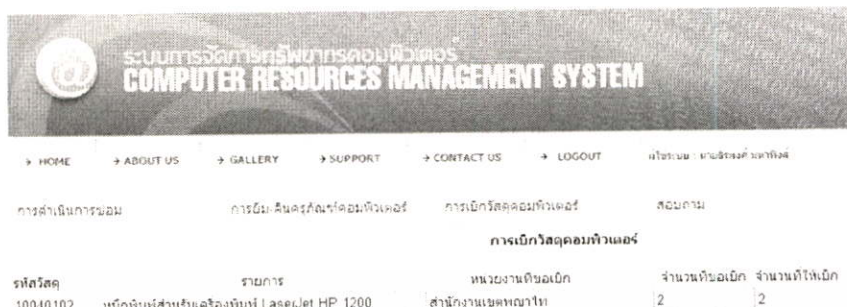 ระบบการจัดการทรัพยากรคอมพิวเตอร์
COMPUTER RESOURCES MANAGEMENT SYSTEM
→ HOME → ABOUT US → GALLERY → SUPPORT → CONTACT US → LOGOUT ผู้ใช้ระบบ :
การดำเนินการซ่อม การยืม-คืนครุภัณฑ์คอมพิวเตอร์ การเบิกวัสดุคอมพิวเตอร์ สอบถาม
การเบิกวัสดุคอมพิวเตอร์
รหัสวัสดุ รายการ หน่วยงานที่ขอเบิก จำนวนที่ขอเบิก จำนวนที่ให้เบิก
10040102 หมึกพิมพ์สำหรับเครื่องพิมพ์ LaserJet HP 1200 สำนักงานเขตพญาไท 2 2